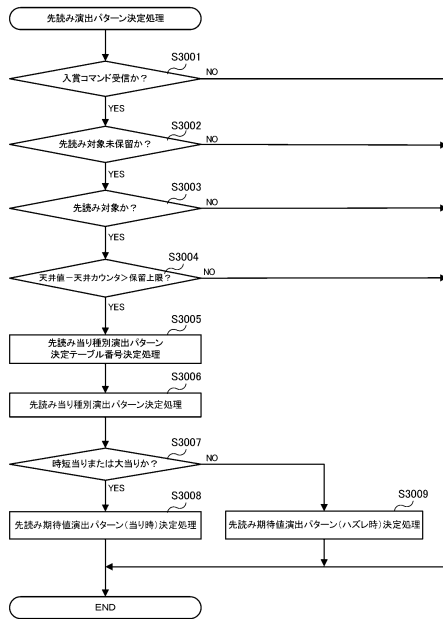 先読み演出パターン決定処理
S3001
入賞コマンド受信か？
NO
YES
S3002
先読み対象未保留か？
NO
YES
S3003
先読み対象か？
NO
YES
S3004
天井値－天井カウンタ＞保留上限？
NO
YES
S3005
先読み当り種別演出パターン
決定テーブル番号決定処理
S3006
先読み当り種別演出パターン決定処理
S3007
時短当りまたは大当りか？
NO
YES
S3008
先読み期待値演出パターン（当り時）決定処理
S3009
先読み期待値演出パターン（ハズレ時）決定処理
END